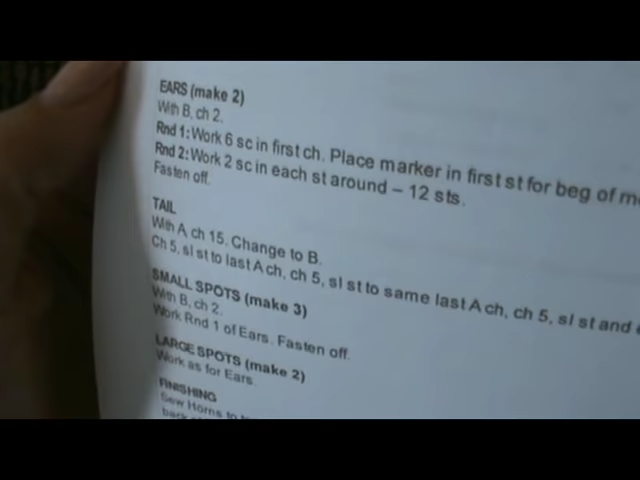 EARS (make 2)
With B, ch 2.
Rnd 1: Work 6 sc in first ch. Place marker in first st for beg of
Rnd 2: Work 2 sc in each st around – 12 sts.
Fasten off.
TAIL
With A, ch 15. Change to B.
Ch 5, sl st to last A ch, ch 5, sl st to same last A ch, ch 5, sl st and
SMALL SPOTS (make 3)
With B, ch 2.
Work Rnd 1 of Ears. Fasten off.
LARGE SPOTS (make 2)
Work as for Ears.
FINISHING
Sew Horns to